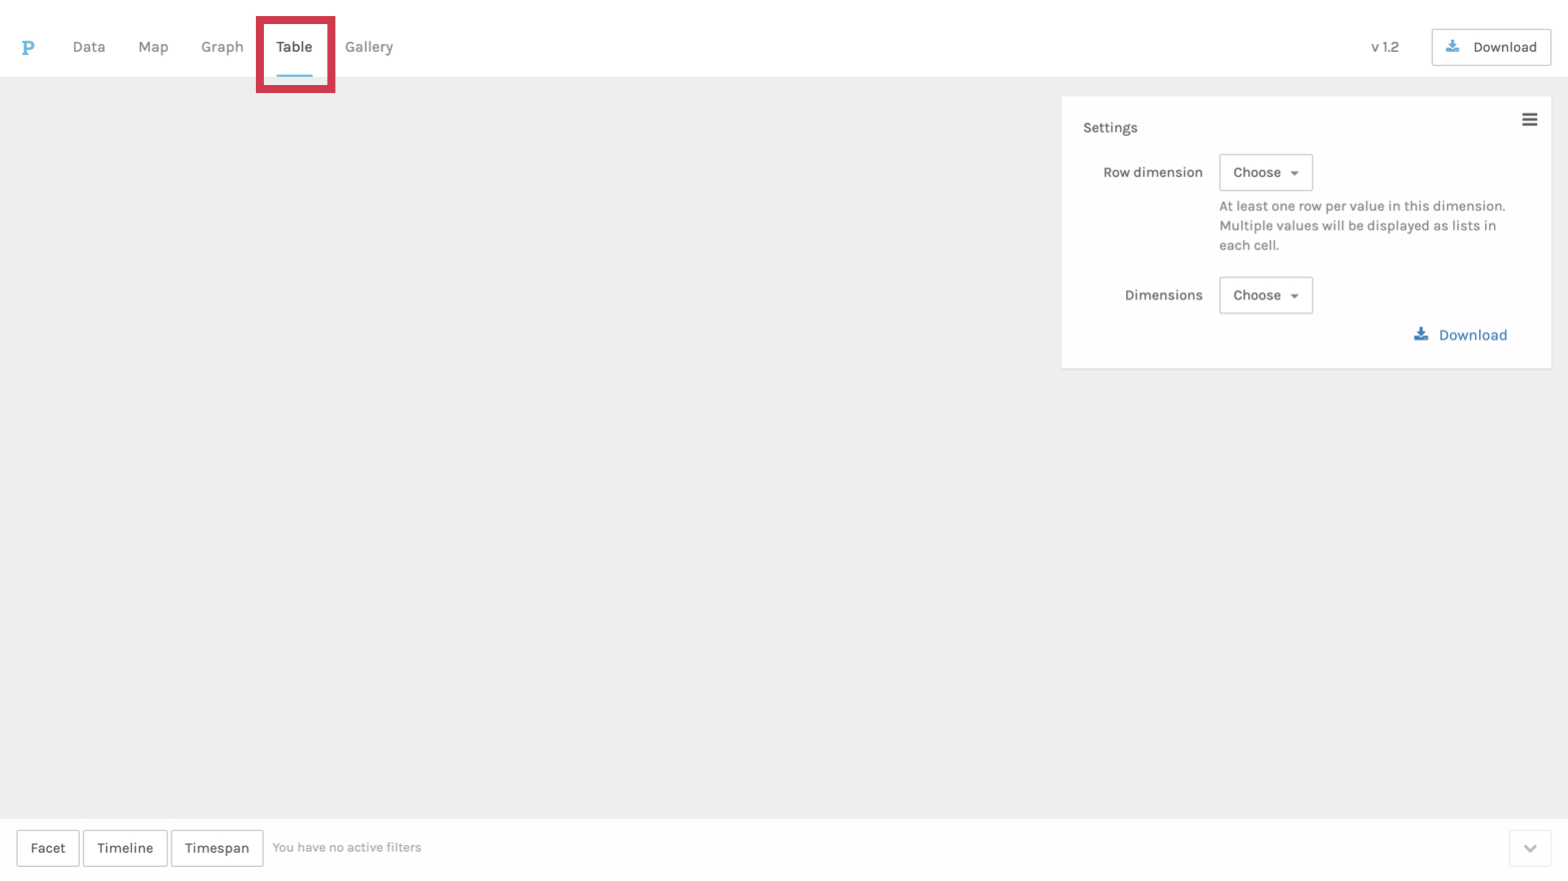 P Data Map Graph Table Gallery v 1.2 Download
Settings
Row dimension Choose
At least one row per value in this dimension.
Multiple values will be displayed as lists in
each cell.
Dimensions Choose
Download
Facet Timeline Timespan You have no active filters